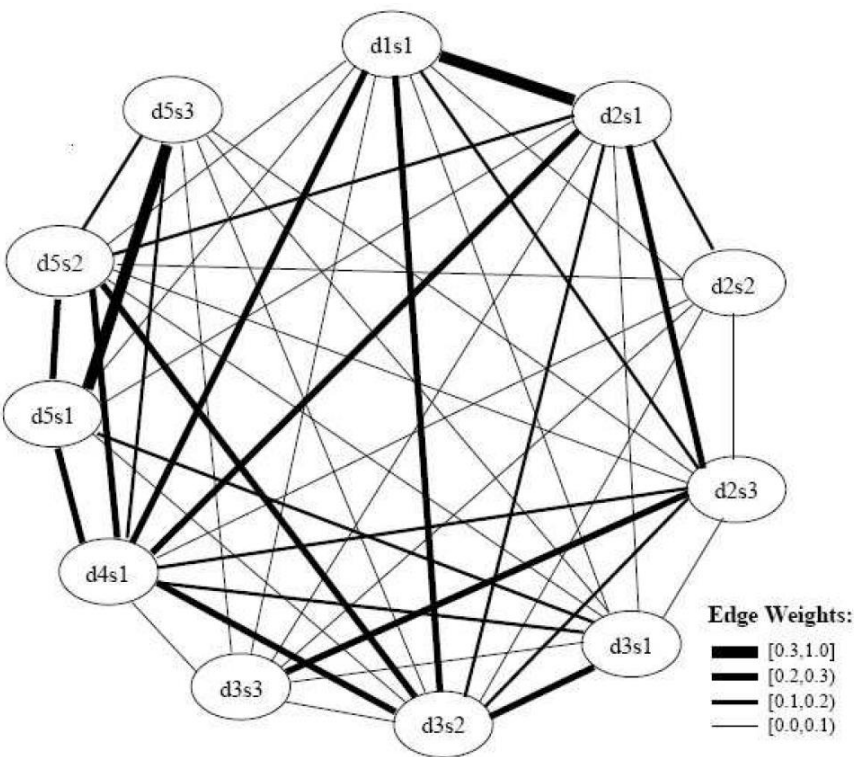 d1s1
d5s3
d2s1
d5s2
d2s2
d5s1
d2s3
d4s1
d3s1
d3s3
d3s2
Edge Weights:
[0.3,1.0]
[0.2,0.3)
[0.1,0.2)
[0.0,0.1)